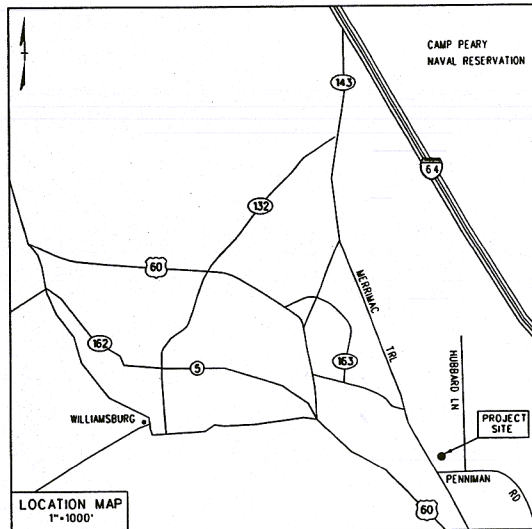 CAMP PEARY
NAVAL RESERVATION
143
64
132
60
MERRIMAC
TRL
162
5
163
HUBBARD LN
WILLIAMSBURG
PROJECT
SITE
PENNIMAN
RD
60
LOCATION MAP
1"=1000'